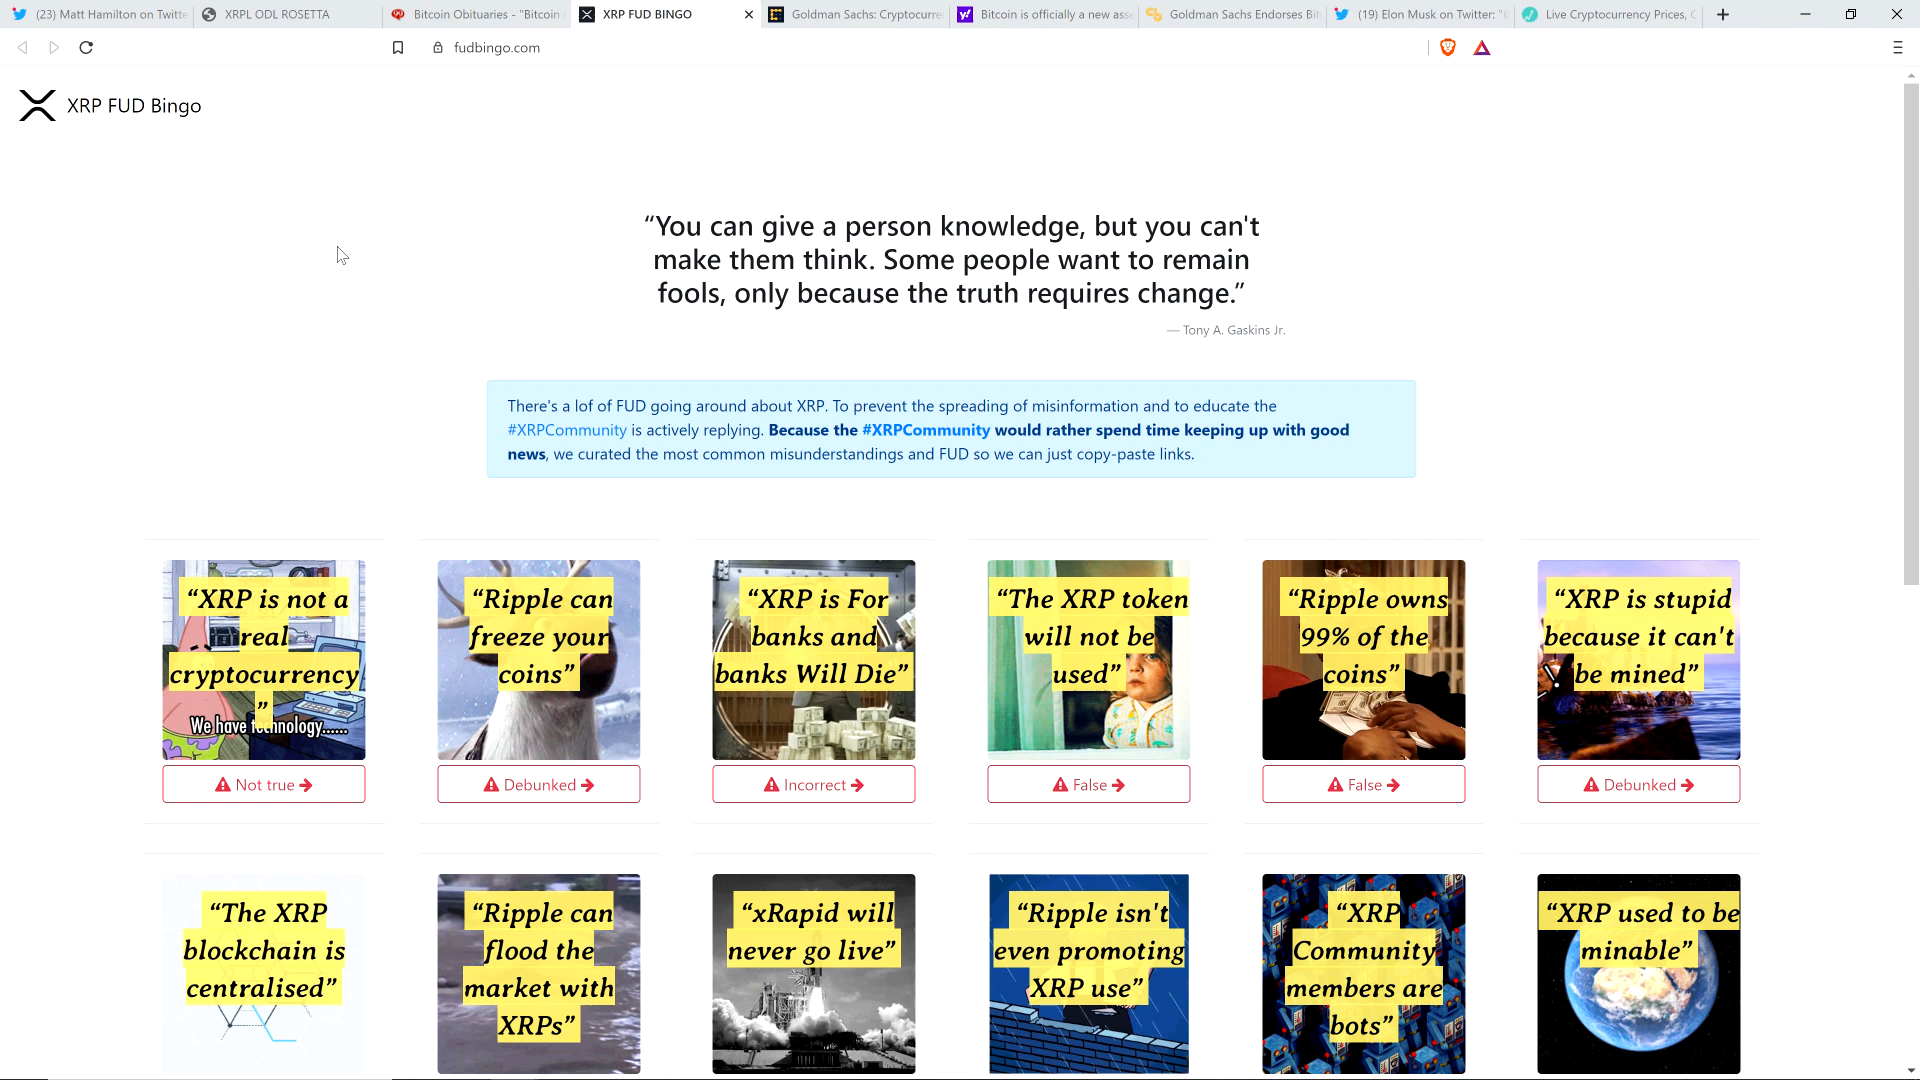 (23) Matt Hamilton on Twitte
XRPL ODL ROSETTA
Bitcoin Obituaries - "Bitcoin
XRP FUD BINGO
Goldman Sachs: Cryptocurre
Bitcoin is officially a new ass
Goldman Sachs Endorses Bit
(19) Elon Musk on Twitter: "@
Live Cryptocurrency Prices, C
fudbingo.com
XRP FUD Bingo
“You can give a person knowledge, but you can't
make them think. Some people want to remain
fools, only because the truth requires change.”
— Tony A. Gaskins Jr.
There's a lof of FUD going around about XRP. To prevent the spreading of misinformation and to educate the
#XRPCommunity is actively replying. Because the #XRPCommunity would rather spend time keeping up with good
news, we curated the most common misunderstandings and FUD so we can just copy-paste links.
“XRP is not a
real
cryptocurrency
”
We have technology......
Not true
“Ripple can
freeze your
coins”
Debunked
“XRP is For
banks and
banks Will Die”
Incorrect
“The XRP token
will not be
used”
False
“Ripple owns
99% of the
coins”
False
“XRP is stupid
because it can't
be mined”
Debunked
“The XRP
blockchain is
centralised”
“Ripple can
flood the
market with
XRPs”
“xRapid will
never go live”
“Ripple isn't
even promoting
XRP use”
“XRP
Community
members are
bots”
“XRP used to be
minable”